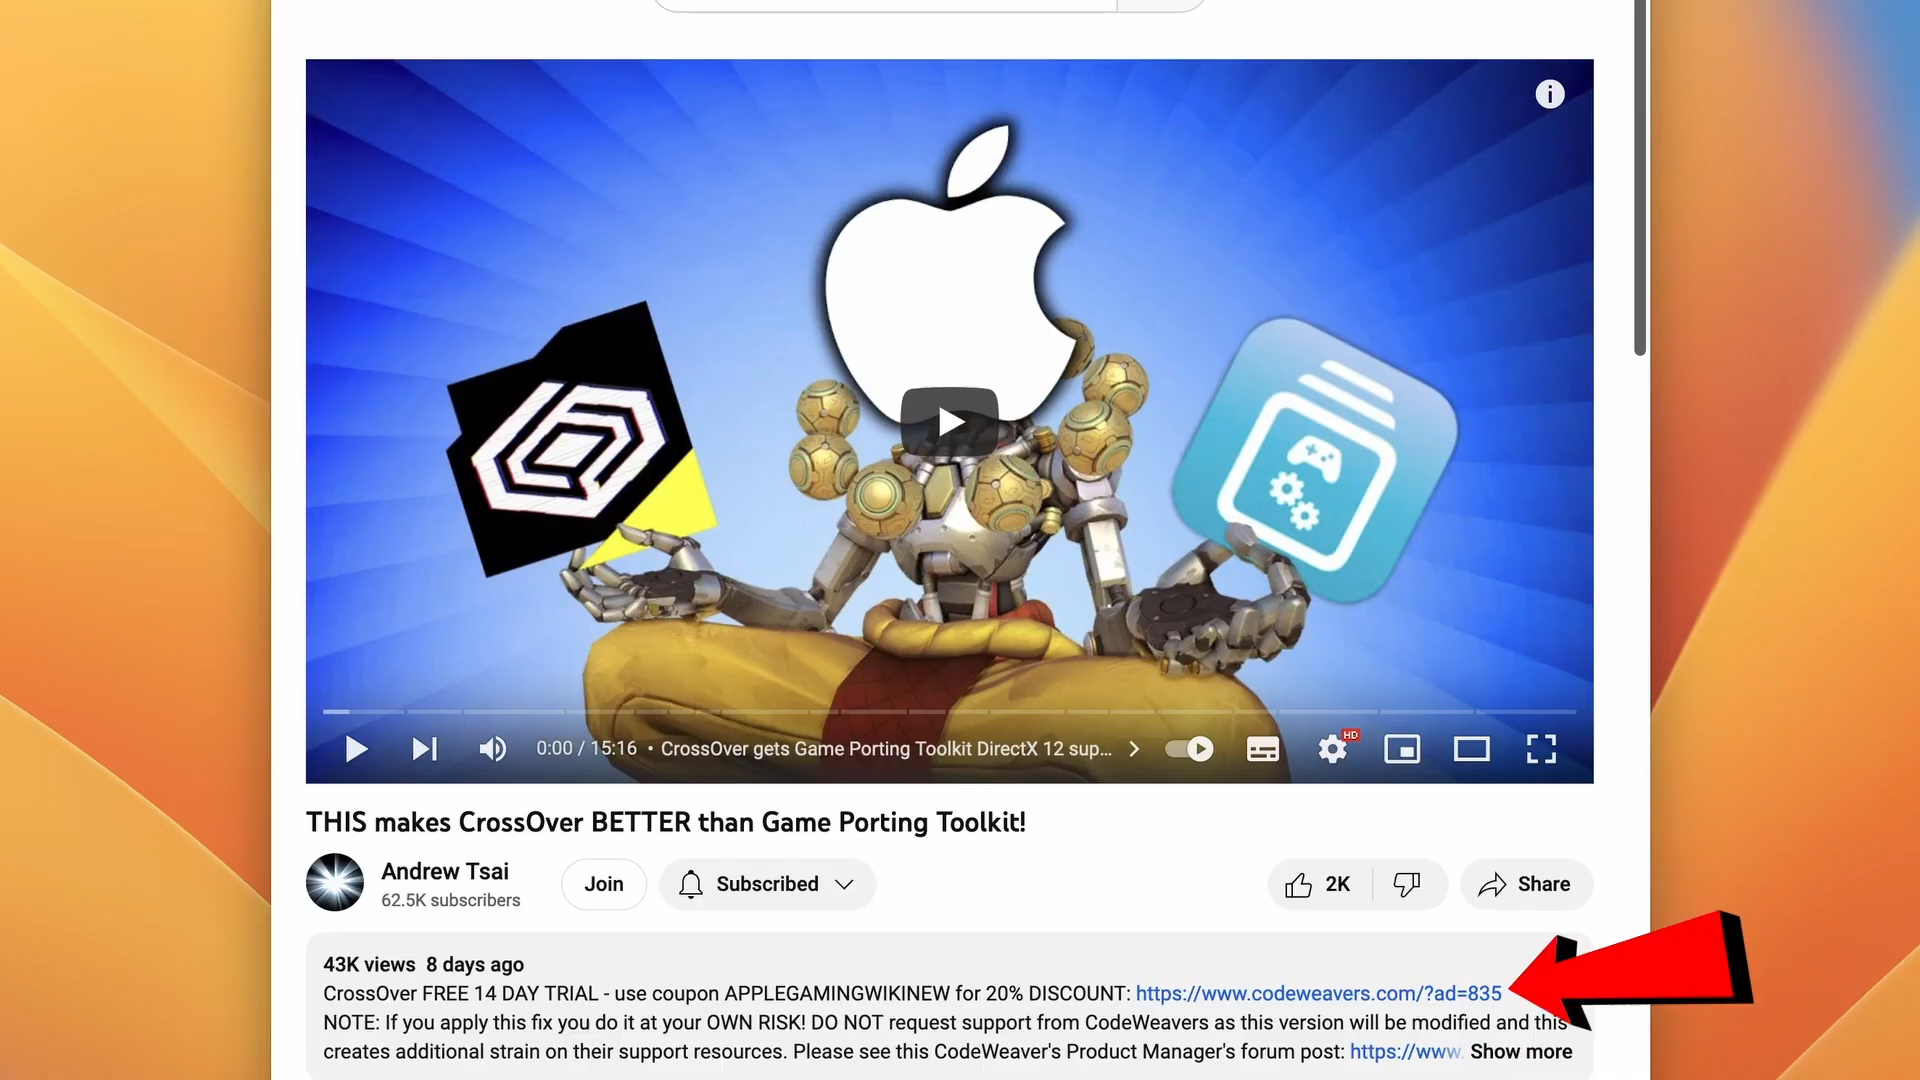 HD
0:00 / 15:16 • CrossOver gets Game Porting Toolkit DirectX 12 sup...
THIS makes CrossOver BETTER than Game Porting Toolkit!
Andrew Tsai
62.5K subscribers
Join
Subscribed
2K
Share
43K views 8 days ago
CrossOver FREE 14 DAY TRIAL - use coupon APPLEGAMINGWIKINEW for 20% DISCOUNT: https://www.codeweavers.com/?ad=835
NOTE: If you apply this fix you do it at your OWN RISK! DO NOT request support from CodeWeavers as this version will be modified and this
creates additional strain on their support resources. Please see this CodeWeaver's Product Manager's forum post: https://www. Show more